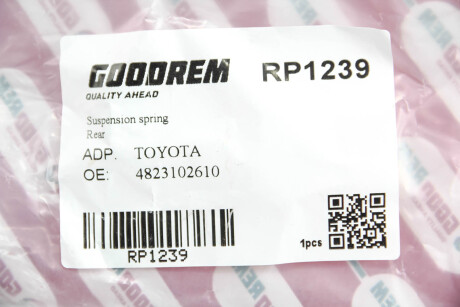 GOODREM RP1239
QUALITY AHEAD
Suspension spring
Rear
ADP. TOYOTA
OE: 4823102610
1pcs
RP1239